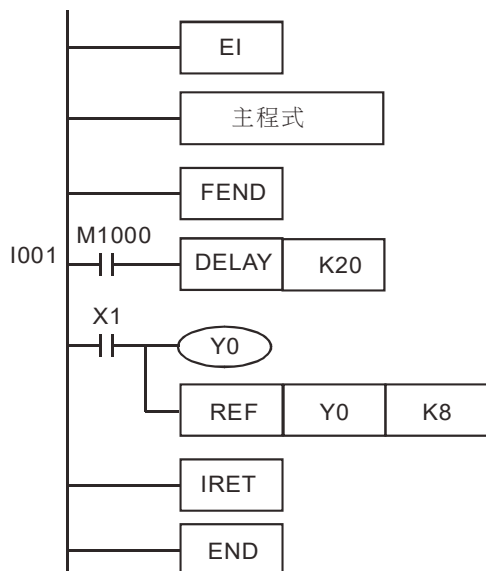 EI
主程式
FEND
M1000
I001
DELAY K20
X1
Y0
REF Y0 K8
IRET
END